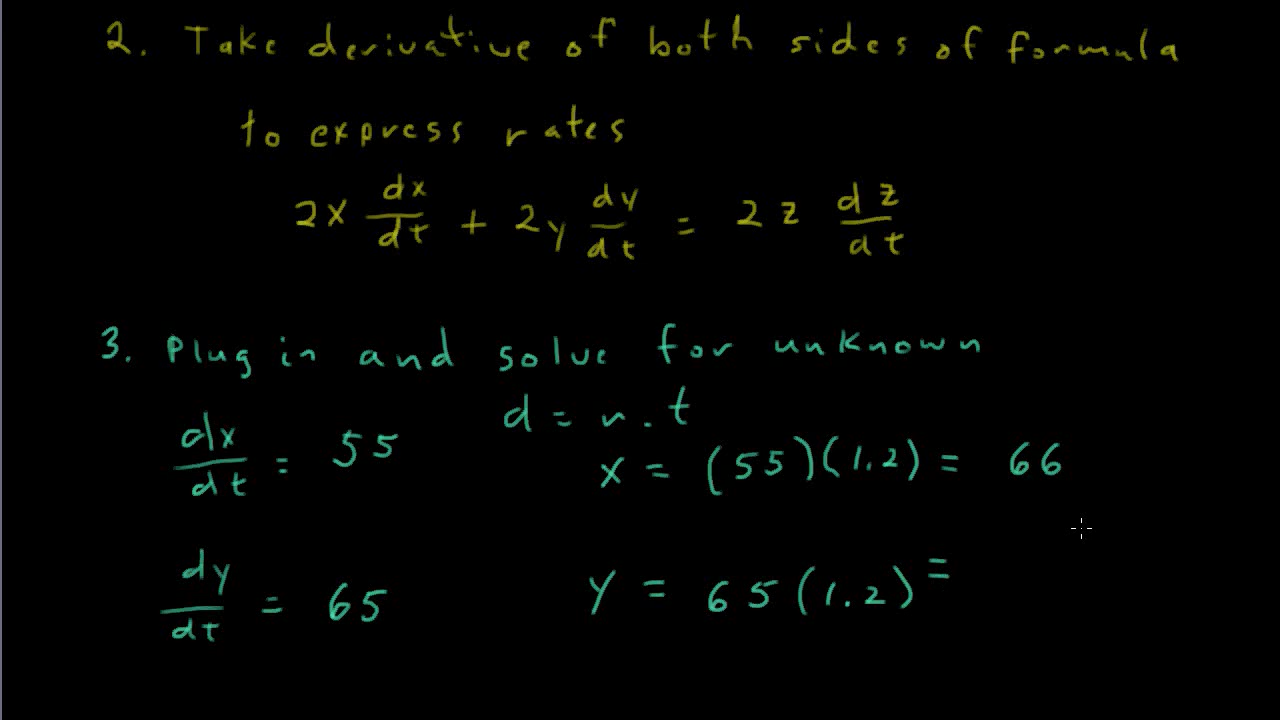 2. Take derivative of both sides of formula
to express rates
2x dx/dt + 2y dy/dt = 2z dz/dt
3. Plug in and solve for unknown
d = r . t
dx/dt = 55 x = (55)(1.2) = 66
dy/dt = 65 y = 65(1.2) =